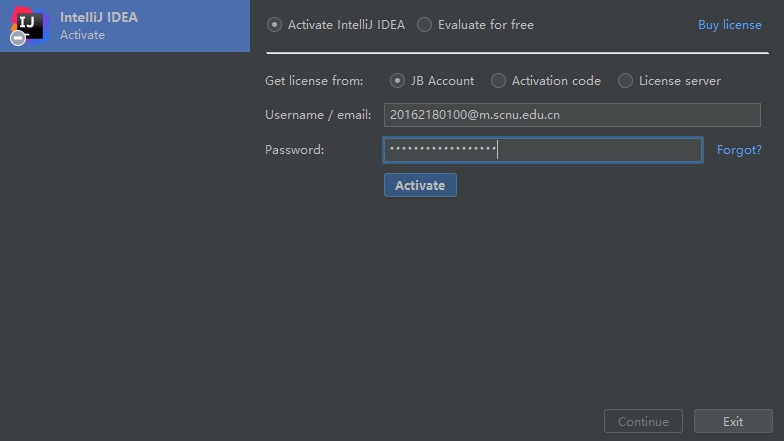 IJ
IntelliJ IDEA
Activate
Activate IntelliJ IDEA Evaluate for free Buy license
Get license from: JB Account Activation code License server
Username / email: 20162180100@m.scnu.edu.cn
Password: •••••••••••••••••• Forgot?
Activate
Continue Exit